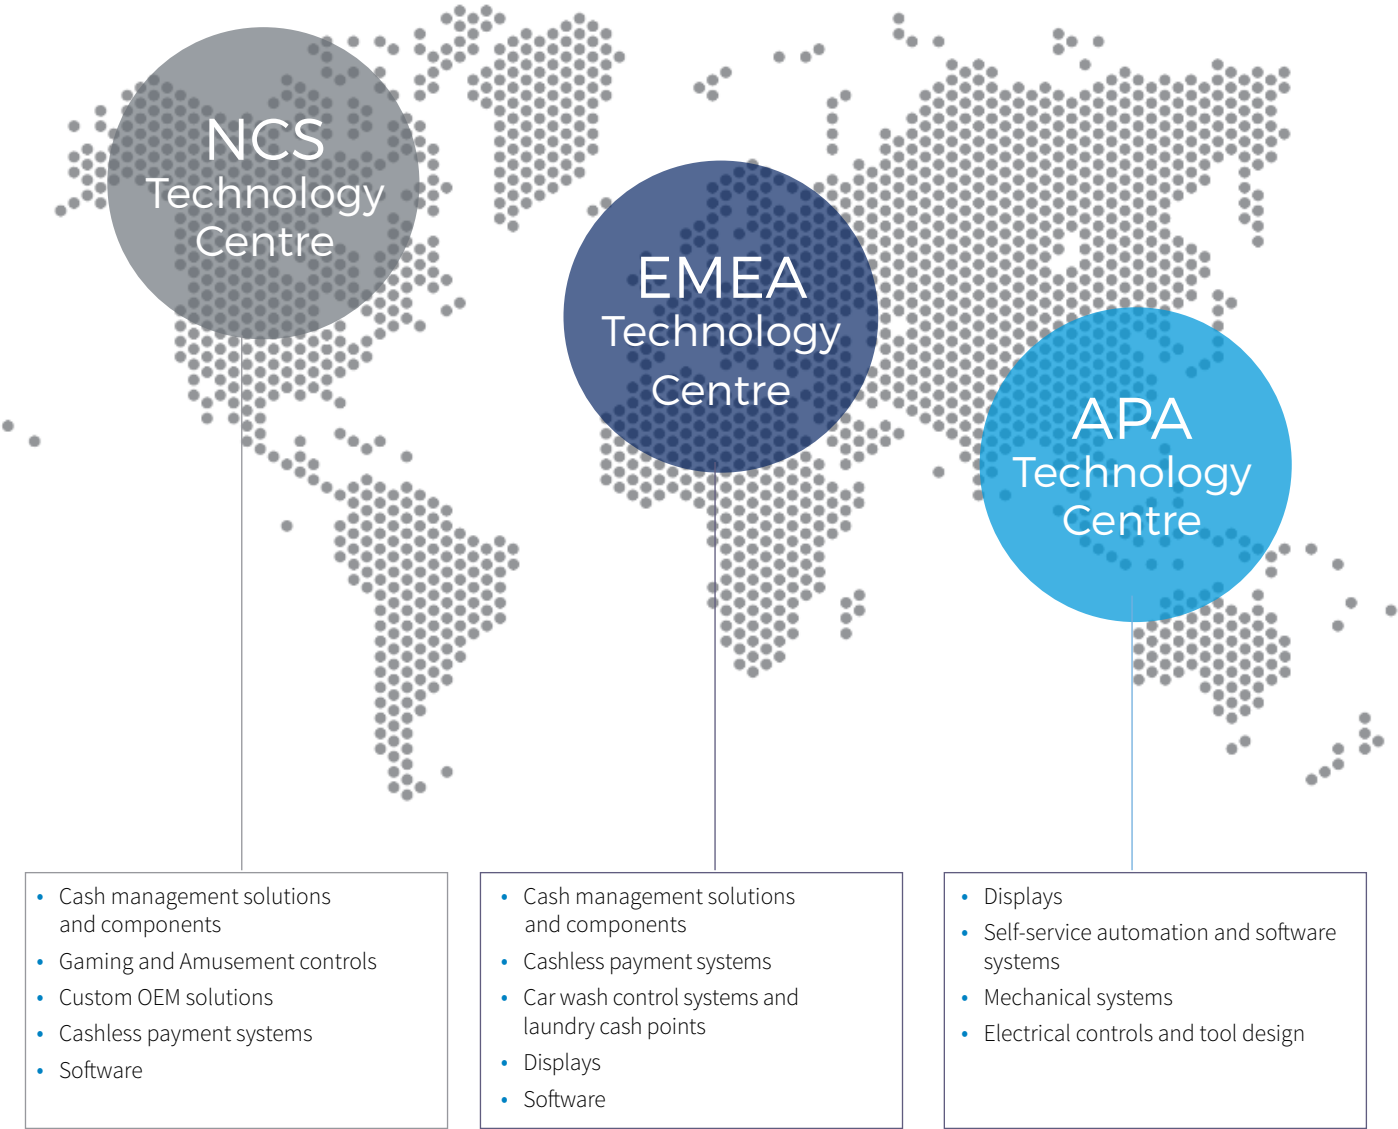 NCS
Technology
Centre
EMEA
Technology
Centre
APA
Technology
Centre
• Cash management solutions
and components
• Gaming and Amusement controls
• Custom OEM solutions
• Cashless payment systems
• Software
• Cash management solutions
and components
• Cashless payment systems
• Car wash control systems and
laundry cash points
• Displays
• Software
• Displays
• Self-service automation and software
systems
• Mechanical systems
• Electrical controls and tool design